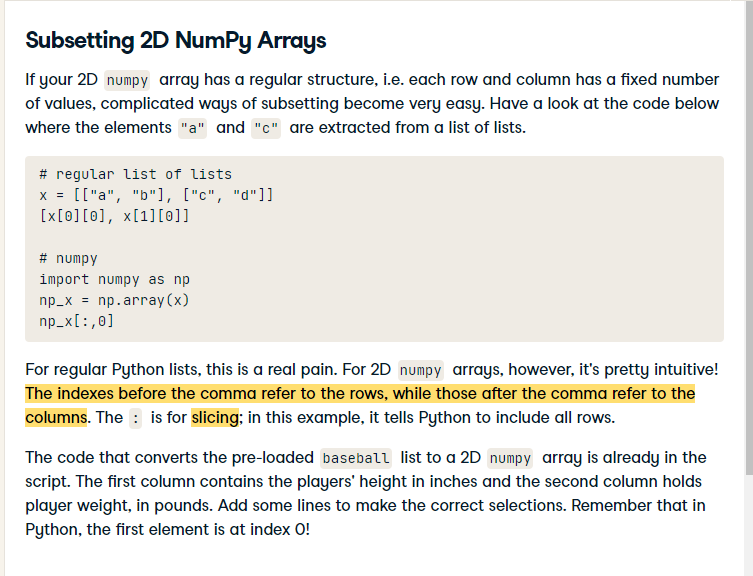 Subsetting 2D NumPy Arrays
If your 2D numpy array has a regular structure, i.e. each row and column has a fixed number
of values, complicated ways of subsetting become very easy. Have a look at the code below
where the elements "a" and "c" are extracted from a list of lists.
# regular list of lists
x = [["a", "b"], ["c", "d"]]
[x[0][0], x[1][0]]
# numpy
import numpy as np
np_x = np.array(x)
np_x[:,0]
For regular Python lists, this is a real pain. For 2D numpy arrays, however, it's pretty intuitive!
The indexes before the comma refer to the rows, while those after the comma refer to the
columns. The : is for slicing; in this example, it tells Python to include all rows.
The code that converts the pre-loaded baseball list to a 2D numpy array is already in the
script. The first column contains the players' height in inches and the second column holds
player weight, in pounds. Add some lines to make the correct selections. Remember that in
Python, the first element is at index 0!